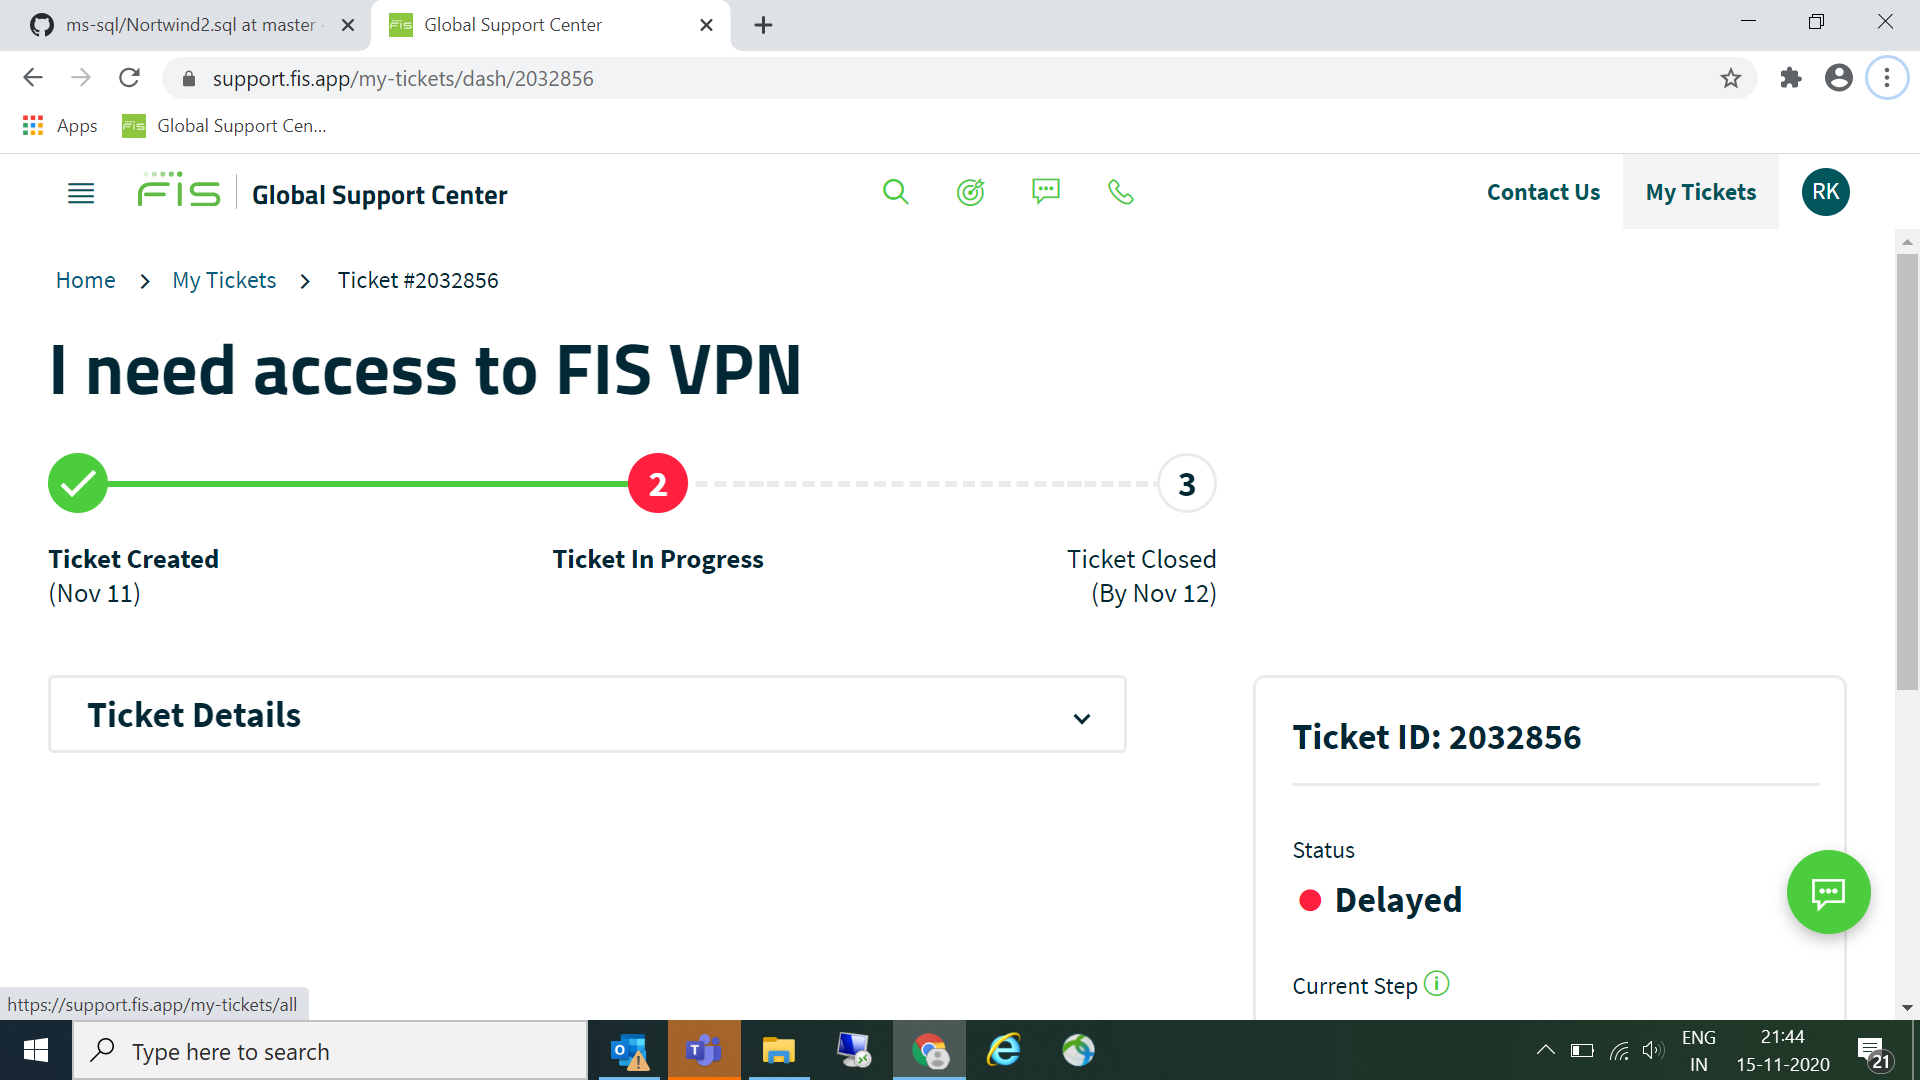 ms-sql/Nortwind2.sql at master
Global Support Center
support.fis.app/my-tickets/dash/2032856
Apps
Global Support Cen...
FIS
Global Support Center
Contact Us
My Tickets
RK
Home
My Tickets
Ticket #2032856
I need access to FIS VPN
2
3
Ticket Created
(Nov 11)
Ticket In Progress
Ticket Closed
(By Nov 12)
Ticket Details
Ticket ID: 2032856
Status
Delayed
Current Step
https://support.fis.app/my-tickets/all
Type here to search
ENG
IN
21:44
15-11-2020
21